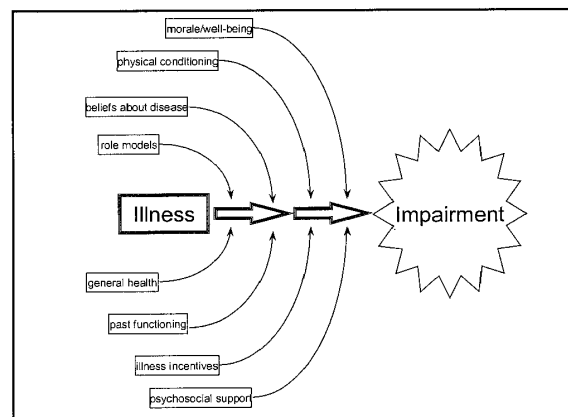 morale/well-being
physical conditioning
beliefs about disease
role models
Illness
Impairment
general health
past functioning
illness incentives
psychosocial support